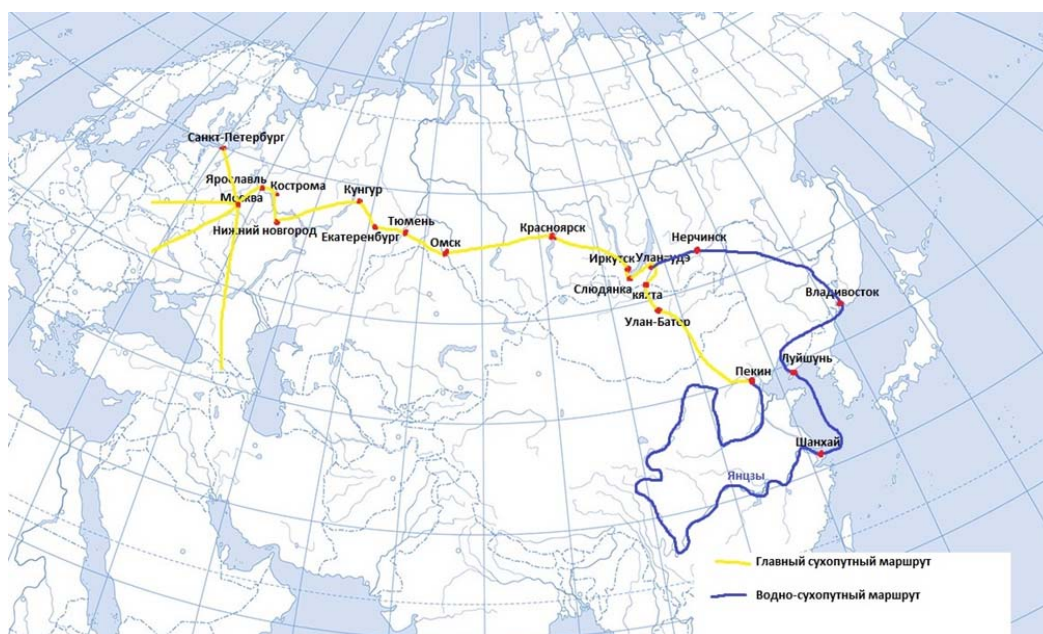 Санкт-Петербург
Ярославль
Кострома
Москва
Нижний новгород
Кунгур
Екатеренбург
Тюмень
Омск
Красноярск
Иркутск
Улан-удэ
Нерчинск
Слюдянка
кяхта
Владивосток
Улан-Батор
Луйшунь
Пекин
Шанхай
Янцзы
Главный сухопутный маршрут
Водно-сухопутный маршрут